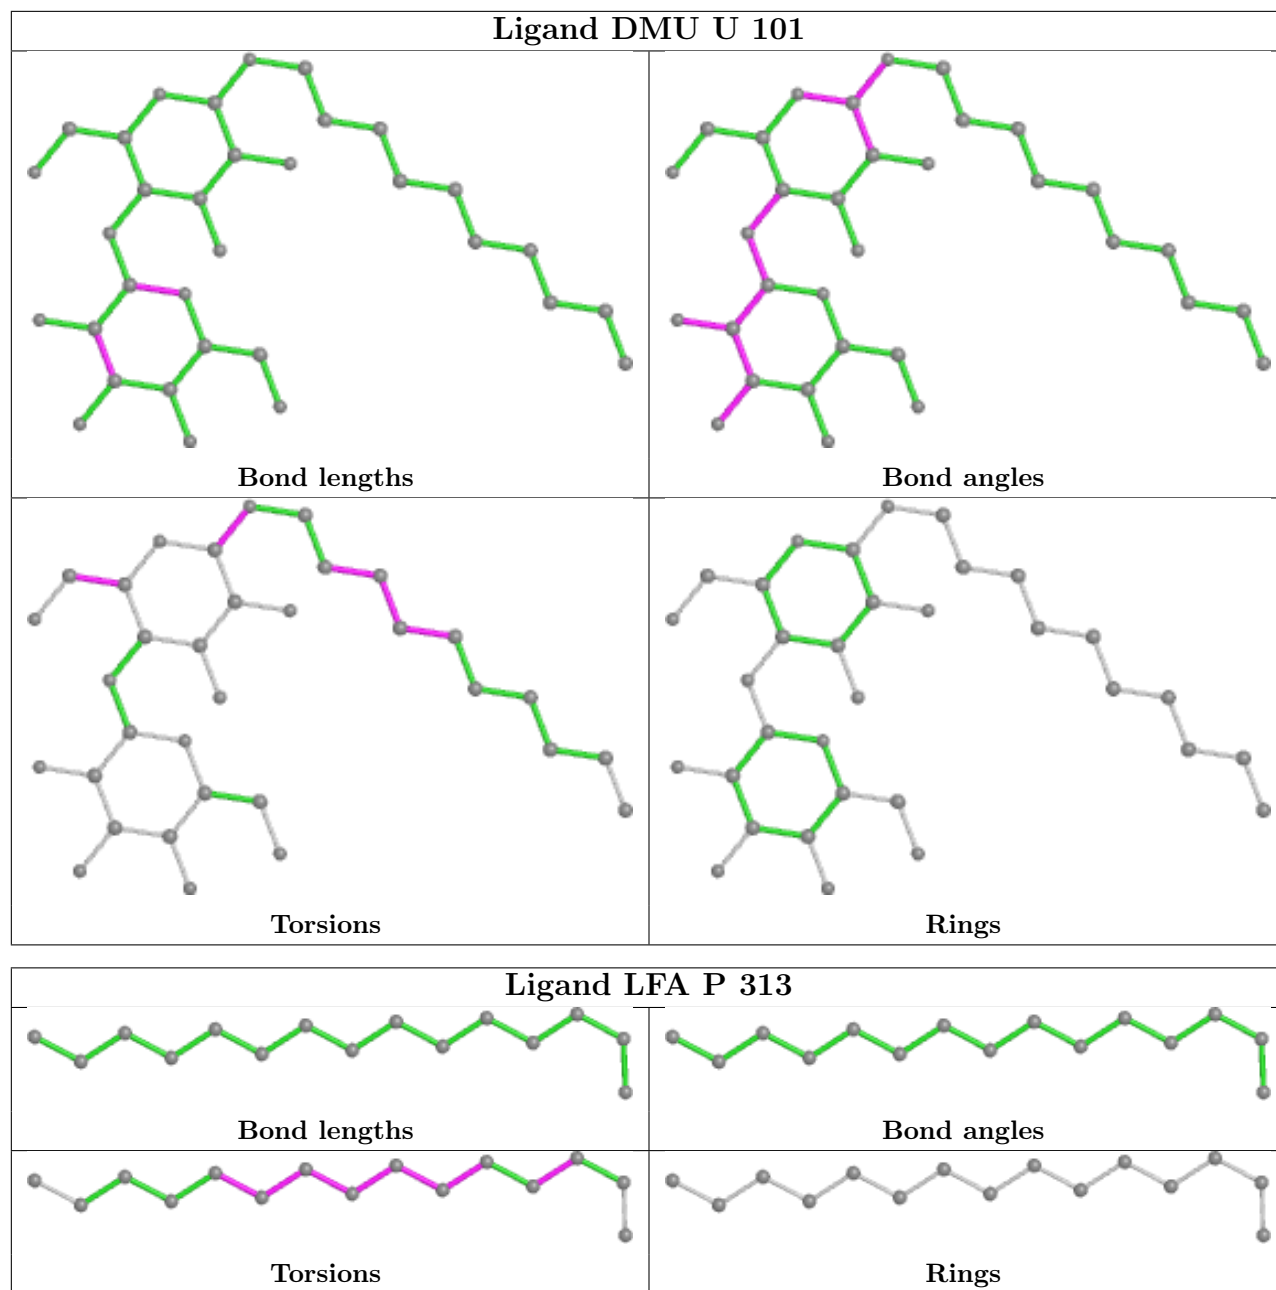 Ligand DMU U 101
Bond lengths
Bond angles
Torsions
Rings
Ligand LFA P 313
Bond lengths
Bond angles
Torsions
Rings